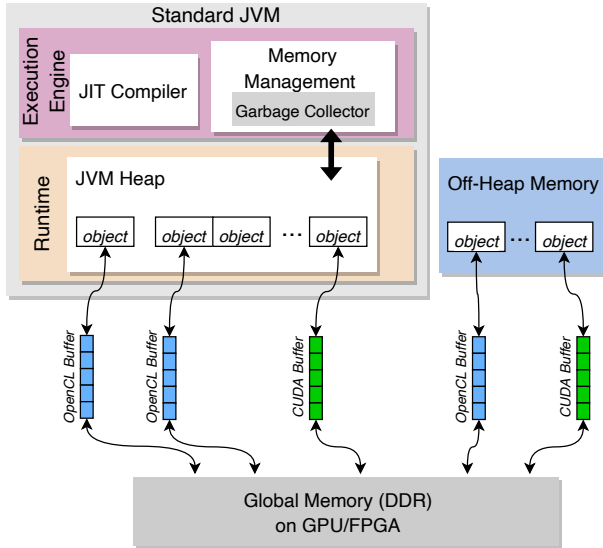 Standard JVM
Execution
Engine
JIT Compiler
Memory
Management
Garbage Collector
Runtime
JVM Heap
object
object
object
...
object
Off-Heap Memory
object
...
object
OpenCL Buffer
OpenCL Buffer
CUDA Buffer
OpenCL Buffer
CUDA Buffer
Global Memory (DDR)
on GPU/FPGA